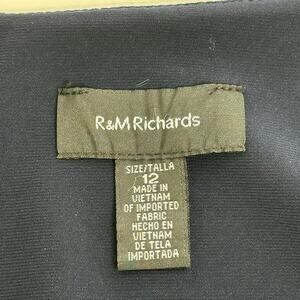 R&M Richards
SIZE/TALLA
12
MADE IN
VIETNAM
OF IMPORTED
FABRIC
HECHO EN
VIETNAM
DE TELA
IMPORTADA